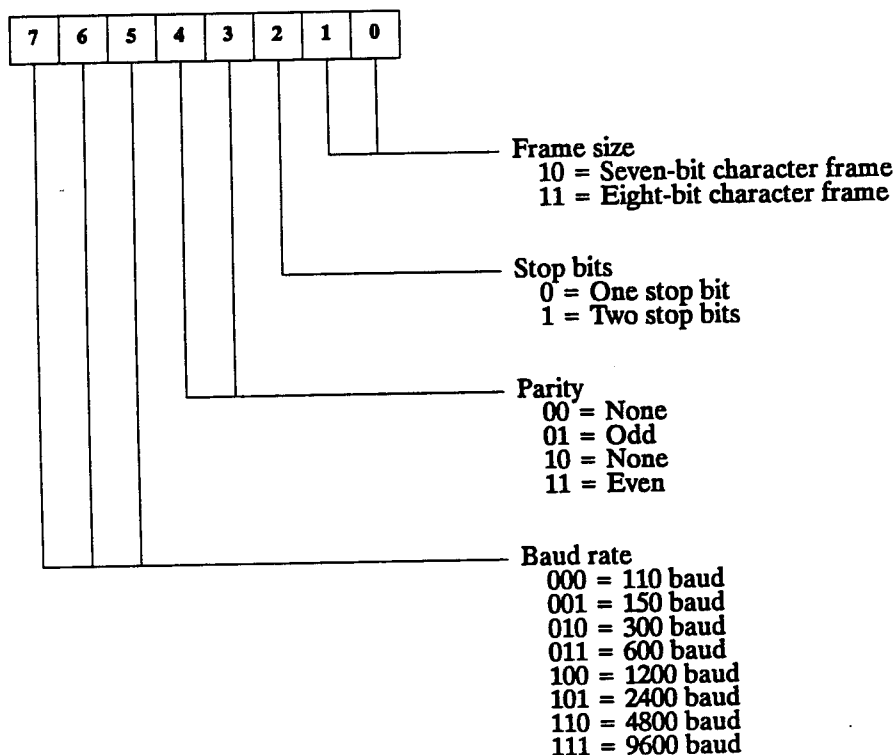 7 6 5 4 3 2 1 0
Frame size
10 = Seven-bit character frame
11 = Eight-bit character frame
Stop bits
0 = One stop bit
1 = Two stop bits
Parity
00 = None
01 = Odd
10 = None
11 = Even
Baud rate
000 = 110 baud
001 = 150 baud
010 = 300 baud
011 = 600 baud
100 = 1200 baud
101 = 2400 baud
110 = 4800 baud
111 = 9600 baud